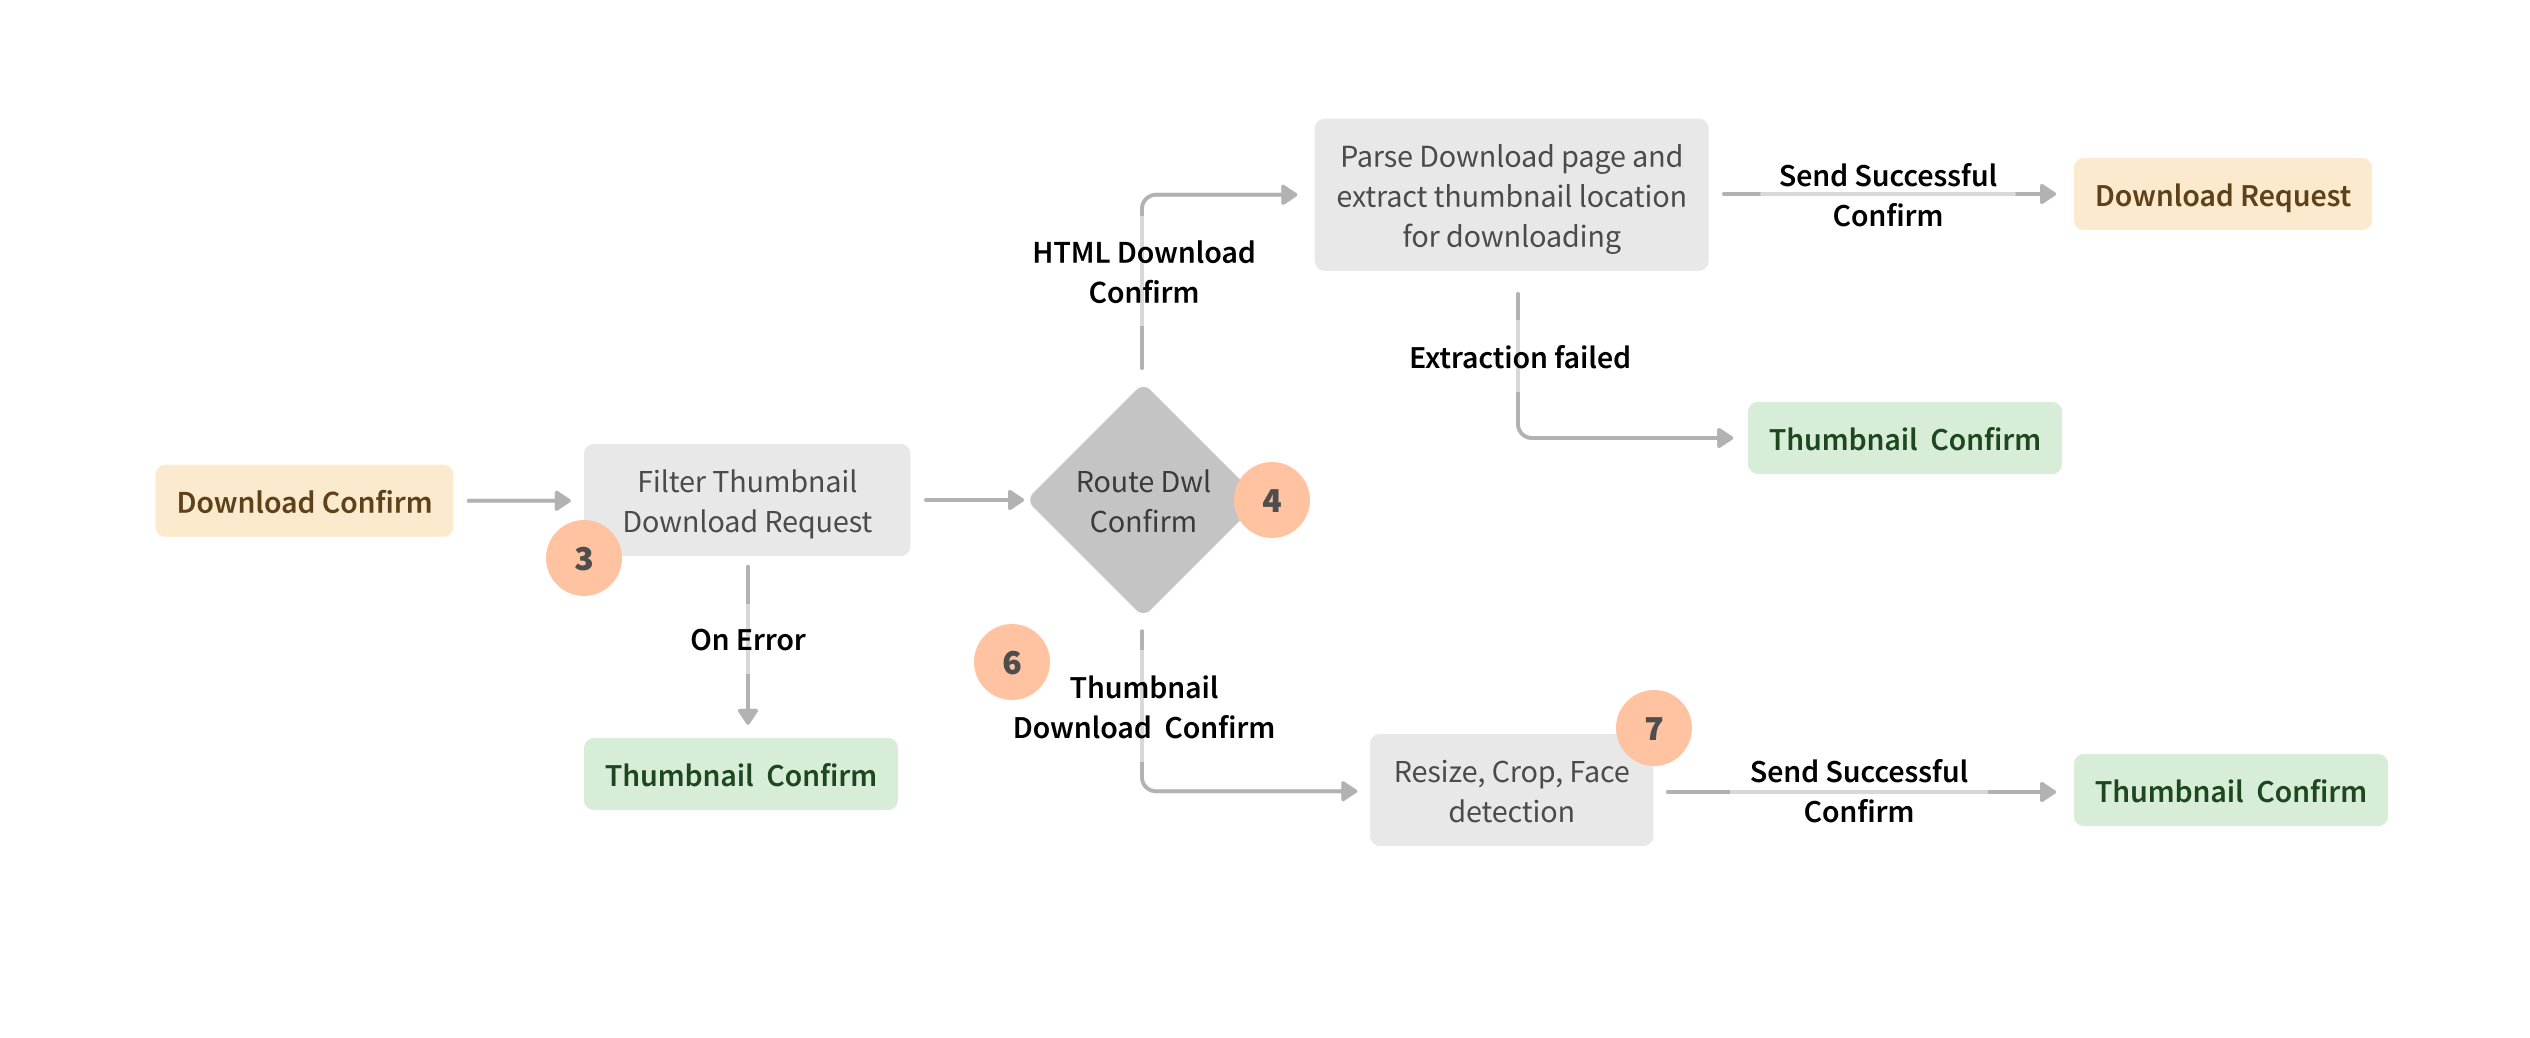 Parse Download page and
extract thumbnail location
for downloading
Send Successful
Confirm
Download Request
HTML Download
Confirm
Extraction failed
Thumbnail  Confirm
Download Confirm
Filter Thumbnail
Download Request
3
Route Dwl
Confirm
4
On Error
Thumbnail  Confirm
6
Thumbnail
Download  Confirm
Resize, Crop, Face
detection
7
Send Successful
Confirm
Thumbnail  Confirm